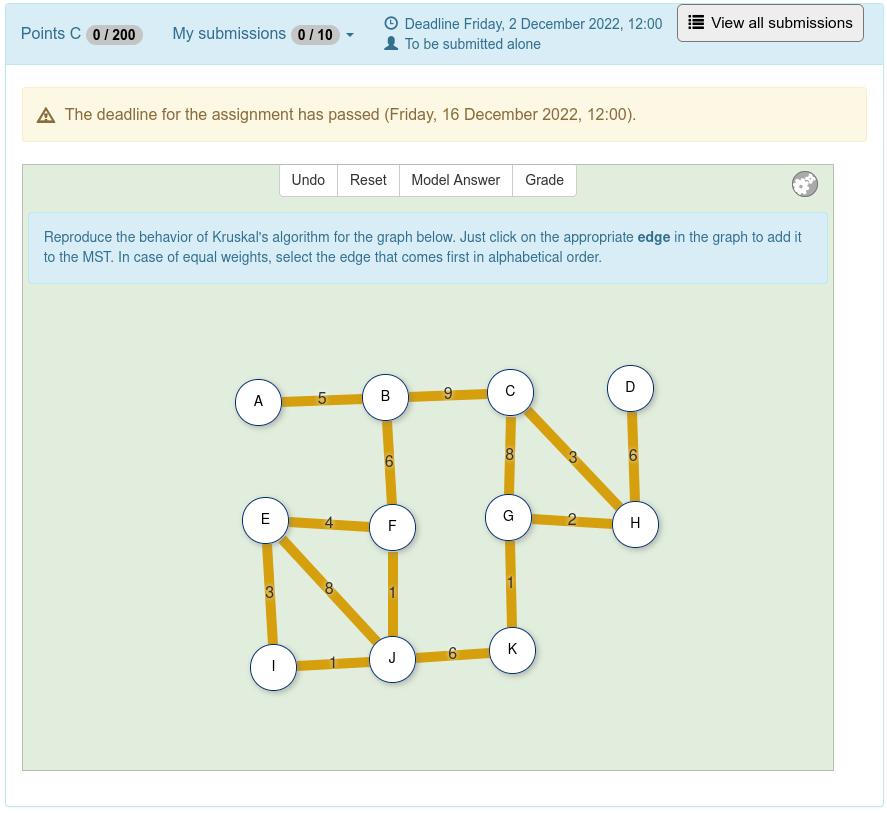 Points C 0 / 200
My submissions 0 / 10
Deadline Friday, 2 December 2022, 12:00
To be submitted alone
View all submissions
The deadline for the assignment has passed (Friday, 16 December 2022, 12:00).
Undo
Reset
Model Answer
Grade
Reproduce the behavior of Kruskal's algorithm for the graph below. Just click on the appropriate edge in the graph to add it
to the MST. In case of equal weights, select the edge that comes first in alphabetical order.
A 5 B 9 C D
6 8 3 6
E 4 F G 2 H
3 8 1 1
I 1 J 6 K